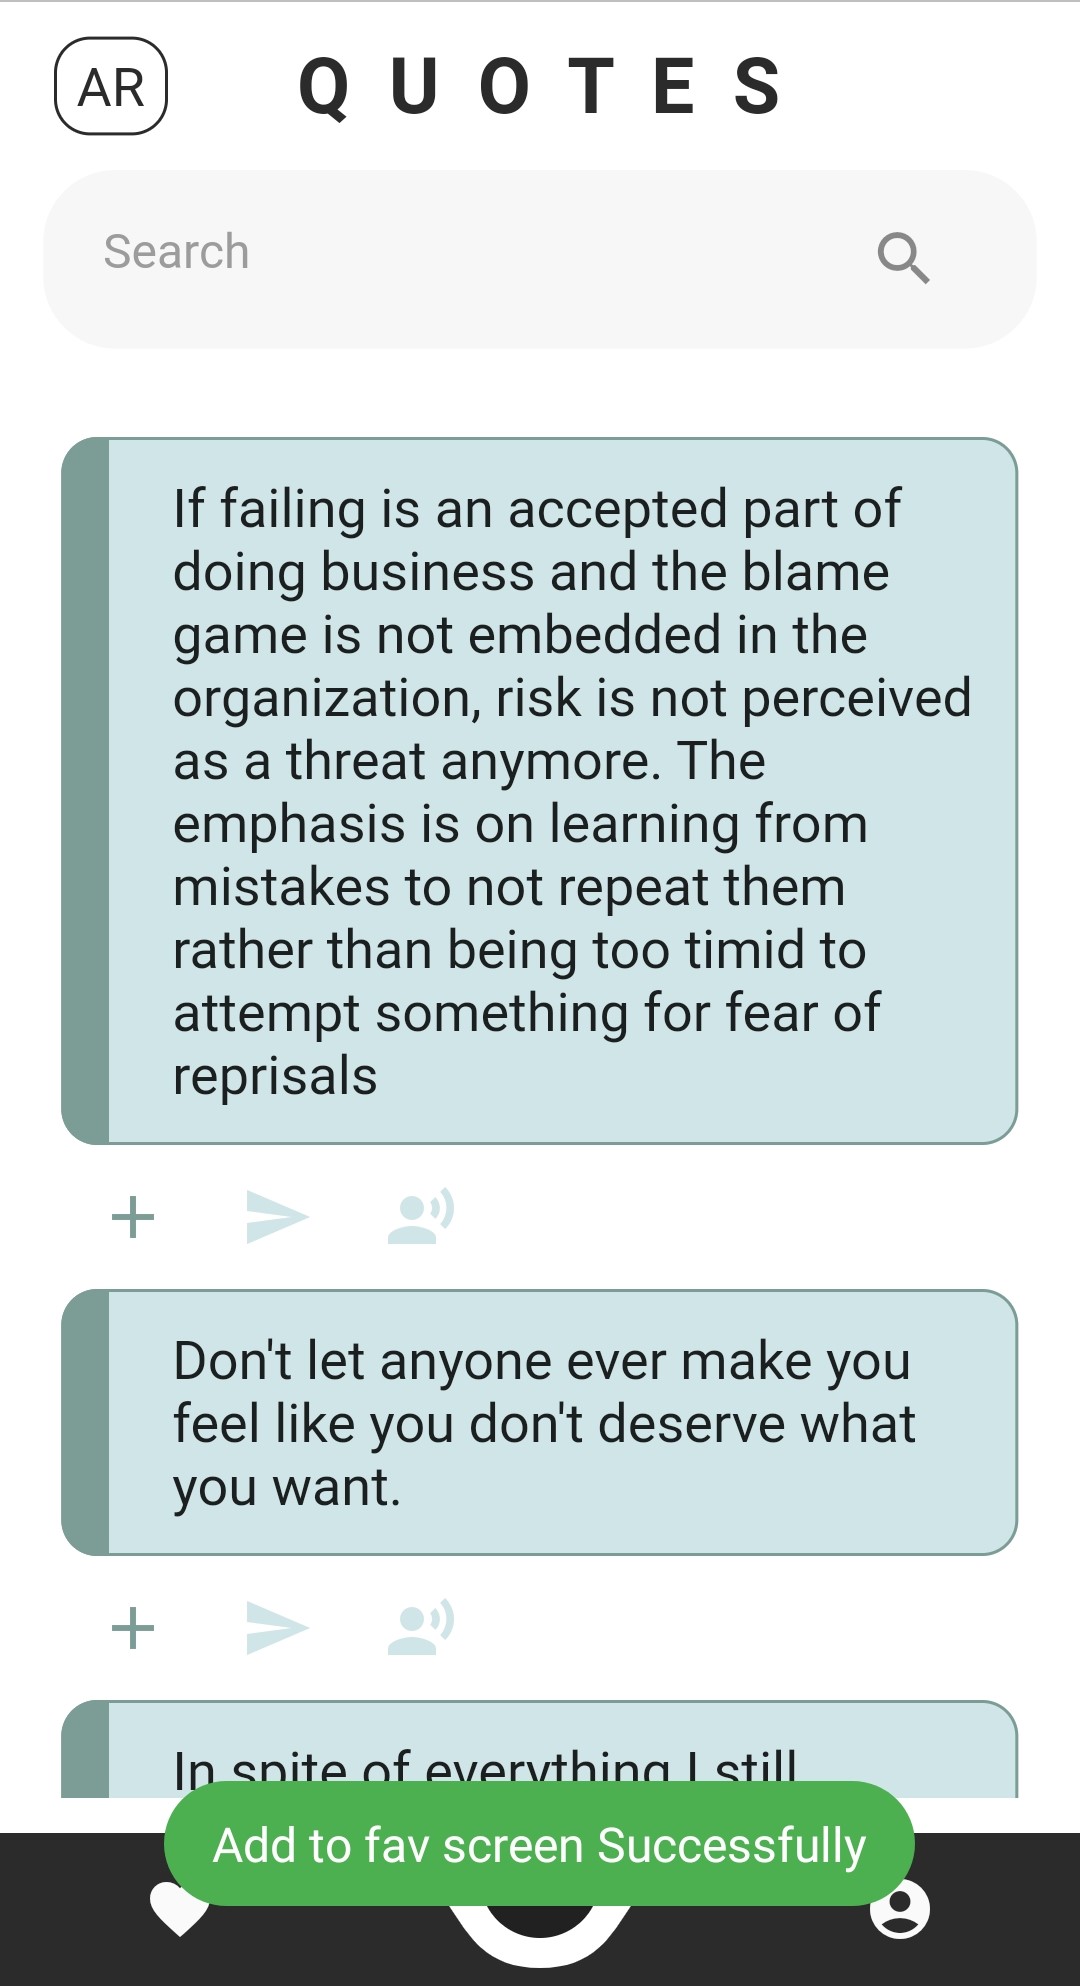 AR
QUOTES
Search
If failing is an accepted part of
doing business and the blame
game is not embedded in the
organization, risk is not perceived
as a threat anymore. The
emphasis is on learning from
mistakes to not repeat them
rather than being too timid to
attempt something for fear of
reprisals
Don't let anyone ever make you
feel like you don't deserve what
you want.
In spite of everything I still
Add to fav screen Successfully